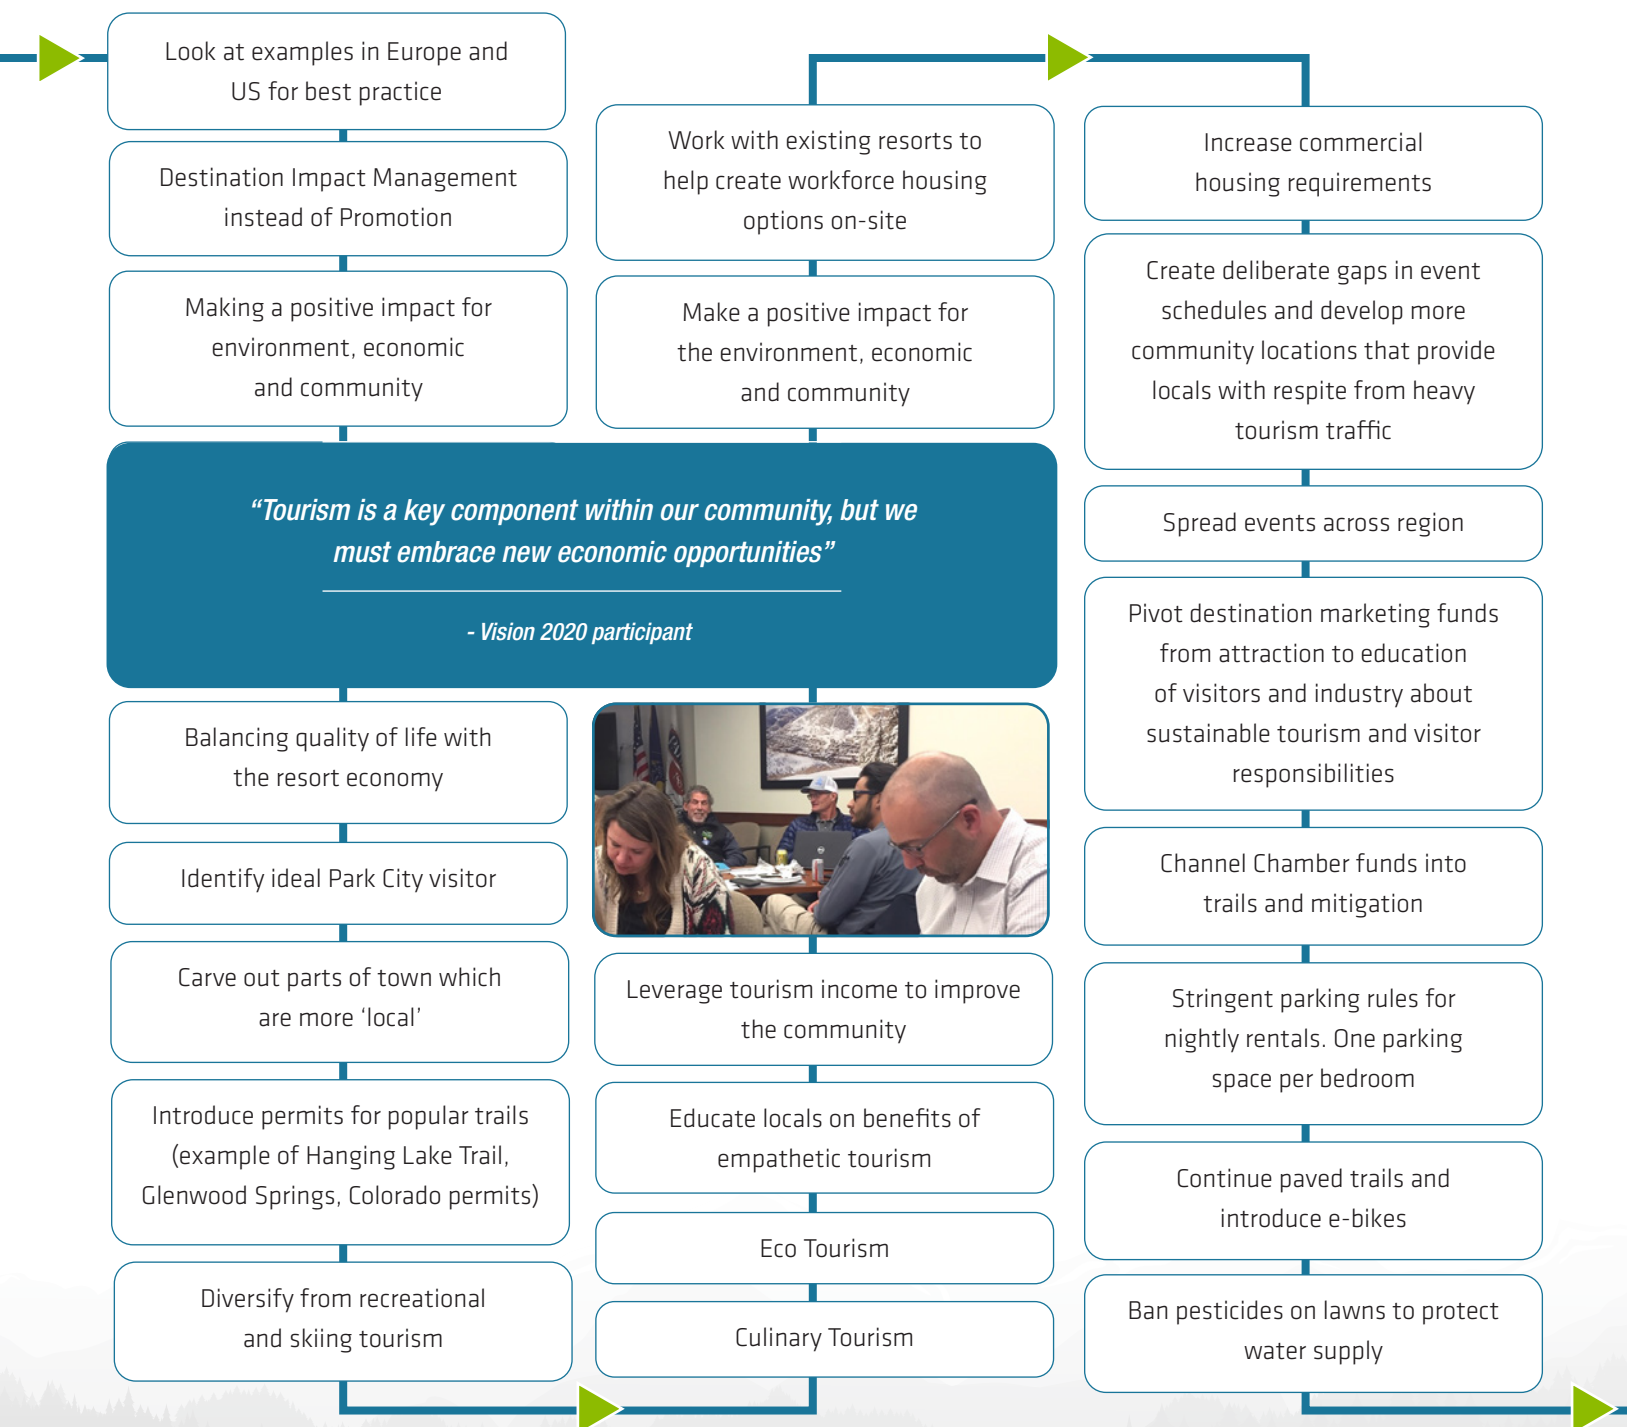 Look at examples in Europe and
US for best practice
Destination Impact Management
instead of Promotion
Making a positive impact for
environment, economic
and community
Work with existing resorts to
help create workforce housing
options on-site
Make a positive impact for
the environment, economic
and community
“Tourism is a key component within our community, but we
must embrace new economic opportunities”
- Vision 2020 participant
Balancing quality of life with
the resort economy
Identify ideal Park City visitor
Carve out parts of town which
are more ‘local’
Introduce permits for popular trails
(example of Hanging Lake Trail,
Glenwood Springs, Colorado permits)
Diversify from recreational
and skiing tourism
Leverage tourism income to improve
the community
Educate locals on benefits of
empathetic tourism
Eco Tourism
Culinary Tourism
Increase commercial
housing requirements
Create deliberate gaps in event
schedules and develop more
community locations that provide
locals with respite from heavy
tourism traffic
Spread events across region
Pivot destination marketing funds
from attraction to education
of visitors and industry about
sustainable tourism and visitor
responsibilities
Channel Chamber funds into
trails and mitigation
Stringent parking rules for
nightly rentals. One parking
space per bedroom
Continue paved trails and
introduce e-bikes
Ban pesticides on lawns to protect
water supply